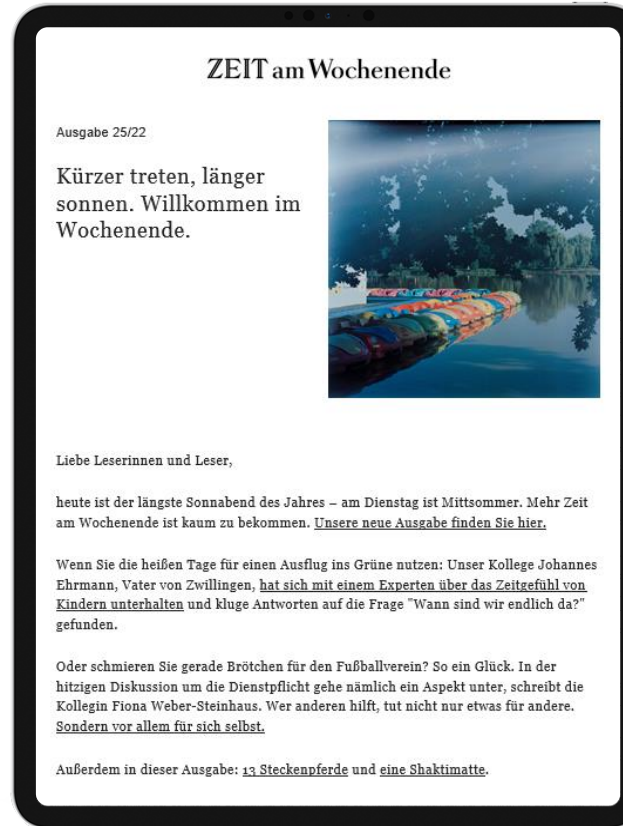 ZEIT am Wochenende
Ausgabe 25/22
Kürzer treten, länger
sonnen. Willkommen im
Wochenende.
Liebe Leserinnen und Leser,
heute ist der längste Sonnabend des Jahres – am Dienstag ist Mittsommer. Mehr Zeit
am Wochenende ist kaum zu bekommen. Unsere neue Ausgabe finden Sie hier.
Wenn Sie die heißen Tage für einen Ausflug ins Grüne nutzen: Unser Kollege Johannes
Ehrmann, Vater von Zwillingen, hat sich mit einem Experten über das Zeitgefühl von
Kindern unterhalten und kluge Antworten auf die Frage "Wann sind wir endlich da?"
gefunden.
Oder schmieren Sie gerade Brötchen für den Fußballverein? So ein Glück. In der
hitzigen Diskussion um die Dienstpflicht gehe nämlich ein Aspekt unter, schreibt die
Kollegin Fiona Weber-Steinhaus. Wer anderen hilft, tut nicht nur etwas für andere.
Sondern vor allem für sich selbst.
Außerdem in dieser Ausgabe: 13 Steckenpferde und eine Shaktimatte.